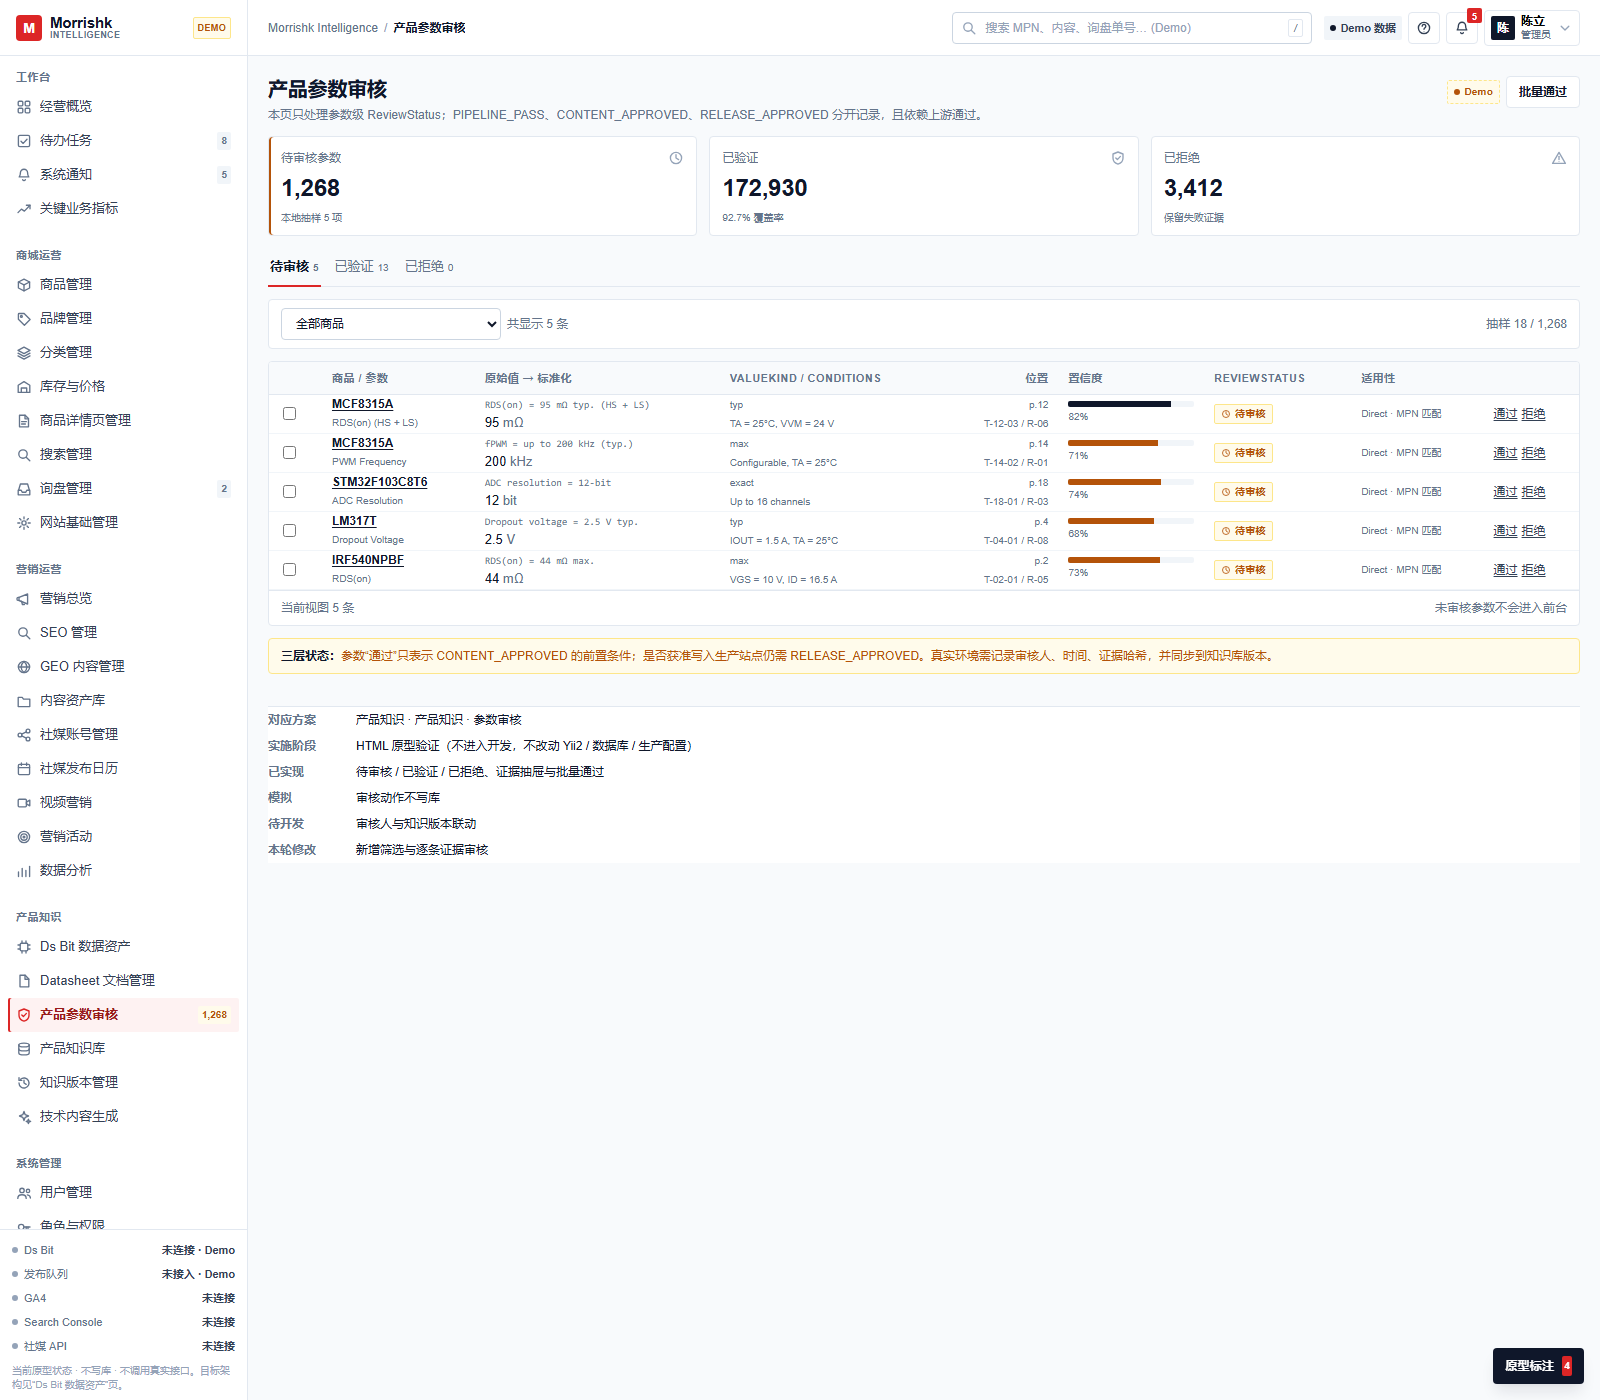 M
Morrishk
INTELLIGENCE
DEMO
工作台
经营概览
待办任务 8
系统通知 5
关键业务指标
商城运营
商品管理
品牌管理
分类管理
库存与价格
商品详情页管理
搜索管理
询盘管理 2
网站基础管理
营销运营
营销总览
SEO 管理
GEO 内容管理
内容资产库
社媒账号管理
社媒发布日历
视频营销
营销活动
数据分析
产品知识
Ds Bit 数据资产
Datasheet 文档管理
产品参数审核 1,268
产品知识库
知识版本管理
技术内容生成
系统管理
用户管理
角色与权限
Ds Bit 未连接 · Demo
发布队列 未接入 · Demo
GA4 未连接
Search Console 未连接
社媒 API 未连接
当前原型状态 · 不写库 · 不调用真实接口。目标架
构见“Ds Bit 数据资产”页。
Morrishk Intelligence / 产品参数审核
搜索 MPN、内容、询盘单号… (Demo) /
Demo 数据
5
陈 陈立
管理员
产品参数审核
本页只处理参数级 ReviewStatus；PIPELINE_PASS、CONTENT_APPROVED、RELEASE_APPROVED 分开记录，且依赖上游通过。
Demo 批量通过
待审核参数
1,268
本地抽样 5 项
已验证
172,930
92.7% 覆盖率
已拒绝
3,412
保留失败证据
待审核 5 已验证 13 已拒绝 0
全部商品 共显示 5 条 抽样 18 / 1,268
商品 / 参数 原始值 → 标准化 VALUEKIND / CONDITIONS 位置 置信度 REVIEWSTATUS 适用性
MCF8315A RDS(on) = 95 mΩ typ. (HS + LS) typ p.12
RDS(on) (HS + LS) 95 mΩ TA = 25°C, VVM = 24 V T-12-03 / R-06 82% 待审核 Direct · MPN 匹配 通过 拒绝
MCF8315A fPWM = up to 200 kHz (typ.) max p.14
PWM Frequency 200 kHz Configurable, TA = 25°C T-14-02 / R-01 71% 待审核 Direct · MPN 匹配 通过 拒绝
STM32F103C8T6 ADC resolution = 12-bit exact p.18
ADC Resolution 12 bit Up to 16 channels T-18-01 / R-03 74% 待审核 Direct · MPN 匹配 通过 拒绝
LM317T Dropout voltage = 2.5 V typ. typ p.4
Dropout Voltage 2.5 V IOUT = 1.5 A, TA = 25°C T-04-01 / R-08 68% 待审核 Direct · MPN 匹配 通过 拒绝
IRF540NPBF RDS(on) = 44 mΩ max. max p.2
RDS(on) 44 mΩ VGS = 10 V, ID = 16.5 A T-02-01 / R-05 73% 待审核 Direct · MPN 匹配 通过 拒绝
当前视图 5 条 未审核参数不会进入前台
三层状态：参数“通过”只表示 CONTENT_APPROVED 的前置条件；是否获准写入生产站点仍需 RELEASE_APPROVED。真实环境需记录审核人、时间、证据哈希，并同步到知识库版本。
对应方案 产品知识 · 产品知识 · 参数审核
实施阶段 HTML 原型验证（不进入开发，不改动 Yii2 / 数据库 / 生产配置）
已实现 待审核 / 已验证 / 已拒绝、证据抽屉与批量通过
模拟 审核动作不写库
待开发 审核人与知识版本联动
本轮修改 新增筛选与逐条证据审核
原型标注 4